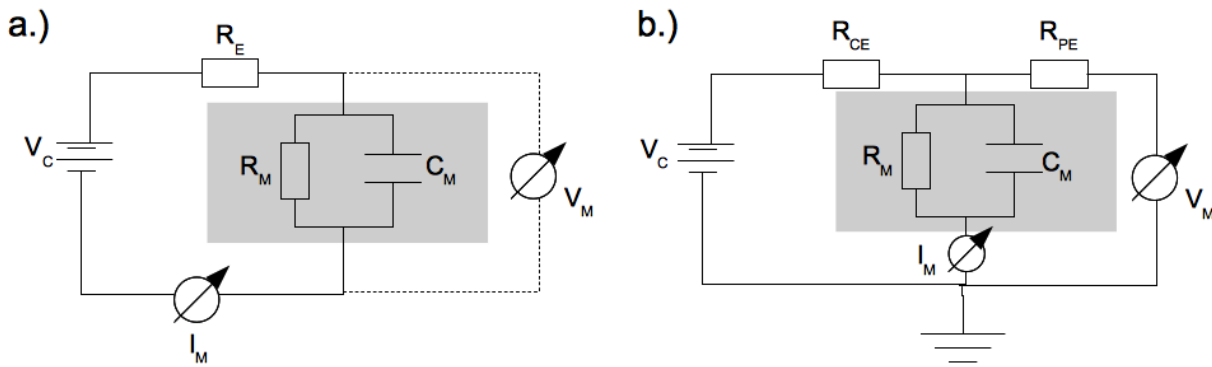 a.)
R_E
V_C
R_M
C_M
V_M
I_M
b.)
R_CE
R_PE
V_C
R_M
C_M
V_M
I_M